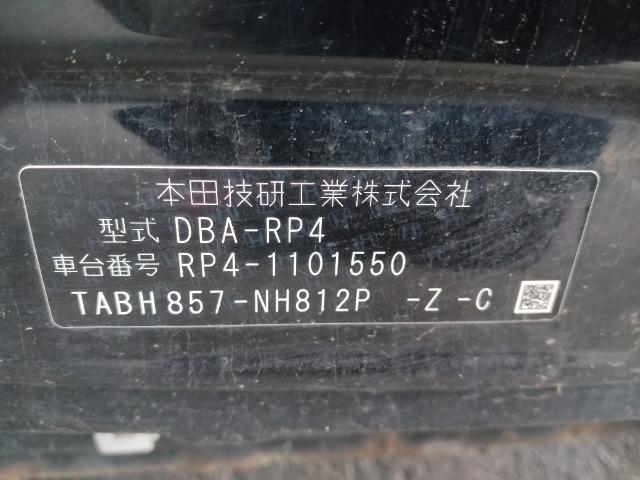 本田技研工業株式会社
型式 DBA-RP4
車台番号 RP4-1101550
TABH857-NH812P -Z -C